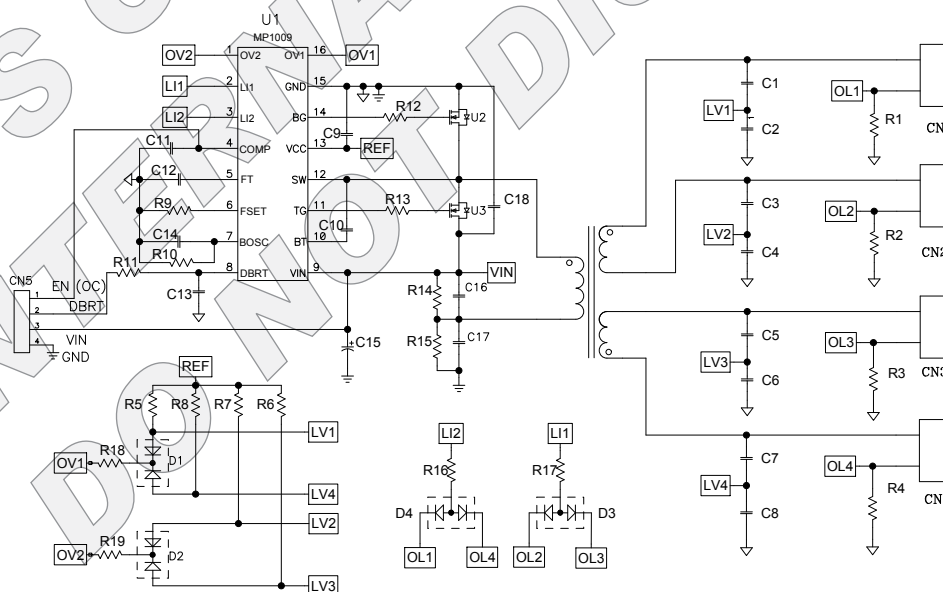 U1
MP1009
OV2 1 OV2 OV1 16 OV1
LI1 2 LI1 GND 15
LI2 3 LI2 BG 14 R12 U2
C11 4 COMP VCC 13 C9 REF
C12 5 FT SW 12
R9 6 FSET TG 11 R13 U3 C18
C14 7 BOSC BT 10 C10
R10
R11 8 DBRT VIN 9 VIN
C13
CN5
1 EN (OC)
2 DBRT
3 VIN
4 GND
C15
R14 C16
R15 C17
C1
LV1
C2
OL1
R1
CN
C3
LV2
C4
OL2
R2
CN2
C5
LV3
C6
OL3
R3
CN3
C7
LV4
C8
OL4
R4
CN
REF
R5 R8 R7 R6
LV1
OV1 R18 D1
LV4
LV2
OV2 R19 D2
LV3
LI2
R16
D4
OL1 OL4
LI1
R17
D3
OL2 OL3
DO NOT DI
INTERNA
S